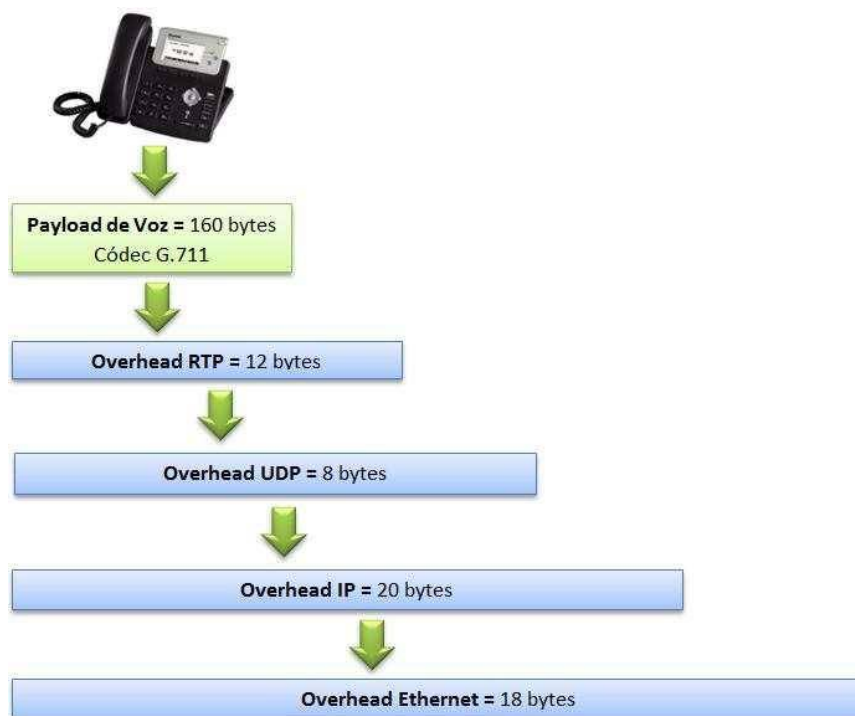 Payload de Voz = 160 bytes
Códec G.711
Overhead RTP = 12 bytes
Overhead UDP = 8 bytes
Overhead IP = 20 bytes
Overhead Ethernet = 18 bytes